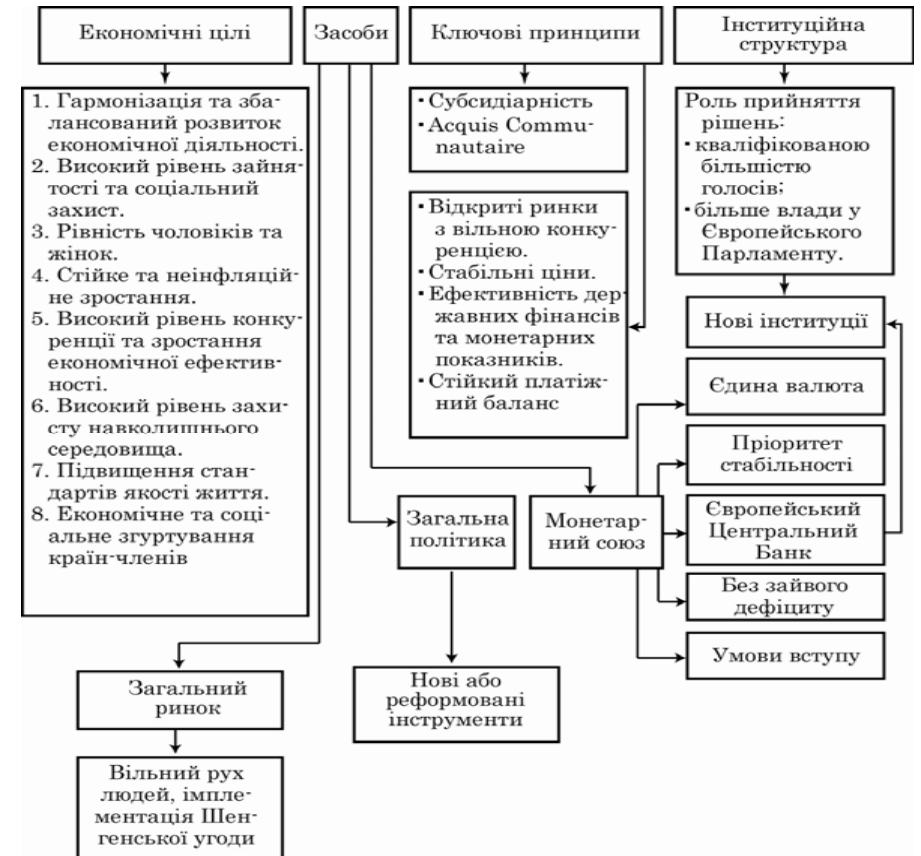 Економічні цілі
Засоби
Ключові принципи
Інституційна
структура
1. Гармонізація та зба-
лансований розвиток
економічної діяльності.
2. Високий рівень зайня-
тості та соціальний
захист.
3. Рівність чоловіків та
жінок.
4. Стійке та неінфляцій-
не зростання.
5. Високий рівень конку-
ренції та зростання
економічної ефектив-
ності.
6. Високий рівень захи-
сту навколишнього
середовища.
7. Підвищення стан-
дартів якості життя.
8. Економічне та соці-
альне згуртування
країн-членів
· Субсидіарність
· Acquis Commu-
nautaire
· Відкриті ринки
з вільною конку-
ренцією.
· Стабільні ціни.
· Ефективність дер-
жавних фінансів
та монетарних
показників.
· Стійкий платіж-
ний баланс
Роль прийняття
рішень:
· кваліфікованою
більшістю
голосів;
· більше влади у
Європейського
Парламенту.
Нові інституції
Єдина валюта
Пріоритет
стабільності
Європейський
Центральний
Банк
Без зайвого
дефіциту
Умови вступу
Загальна
політика
Монетар-
ний союз
Загальний
ринок
Нові або
реформовані
інструменти
Вільний рух
людей, імпле-
ментація Шен-
генської угоди